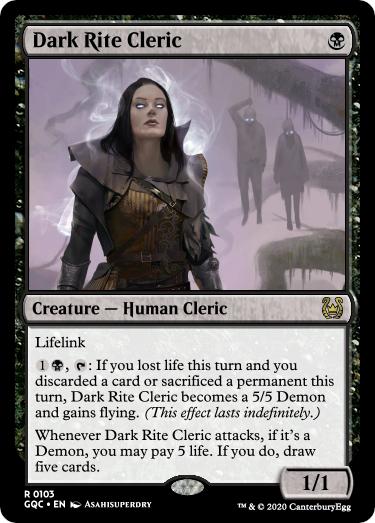 Dark Rite Cleric
Creature — Human Cleric
Lifelink
1 , : If you lost life this turn and you
discarded a card or sacrificed a permanent this
turn, Dark Rite Cleric becomes a 5/5 Demon
and gains flying. (This effect lasts indefinitely.)
Whenever Dark Rite Cleric attacks, if it's a
Demon, you may pay 5 life. If you do, draw
five cards.
1/1
R 0103
GQC • EN Asahisuperdry
™ & © 2020 CanterburyEgg